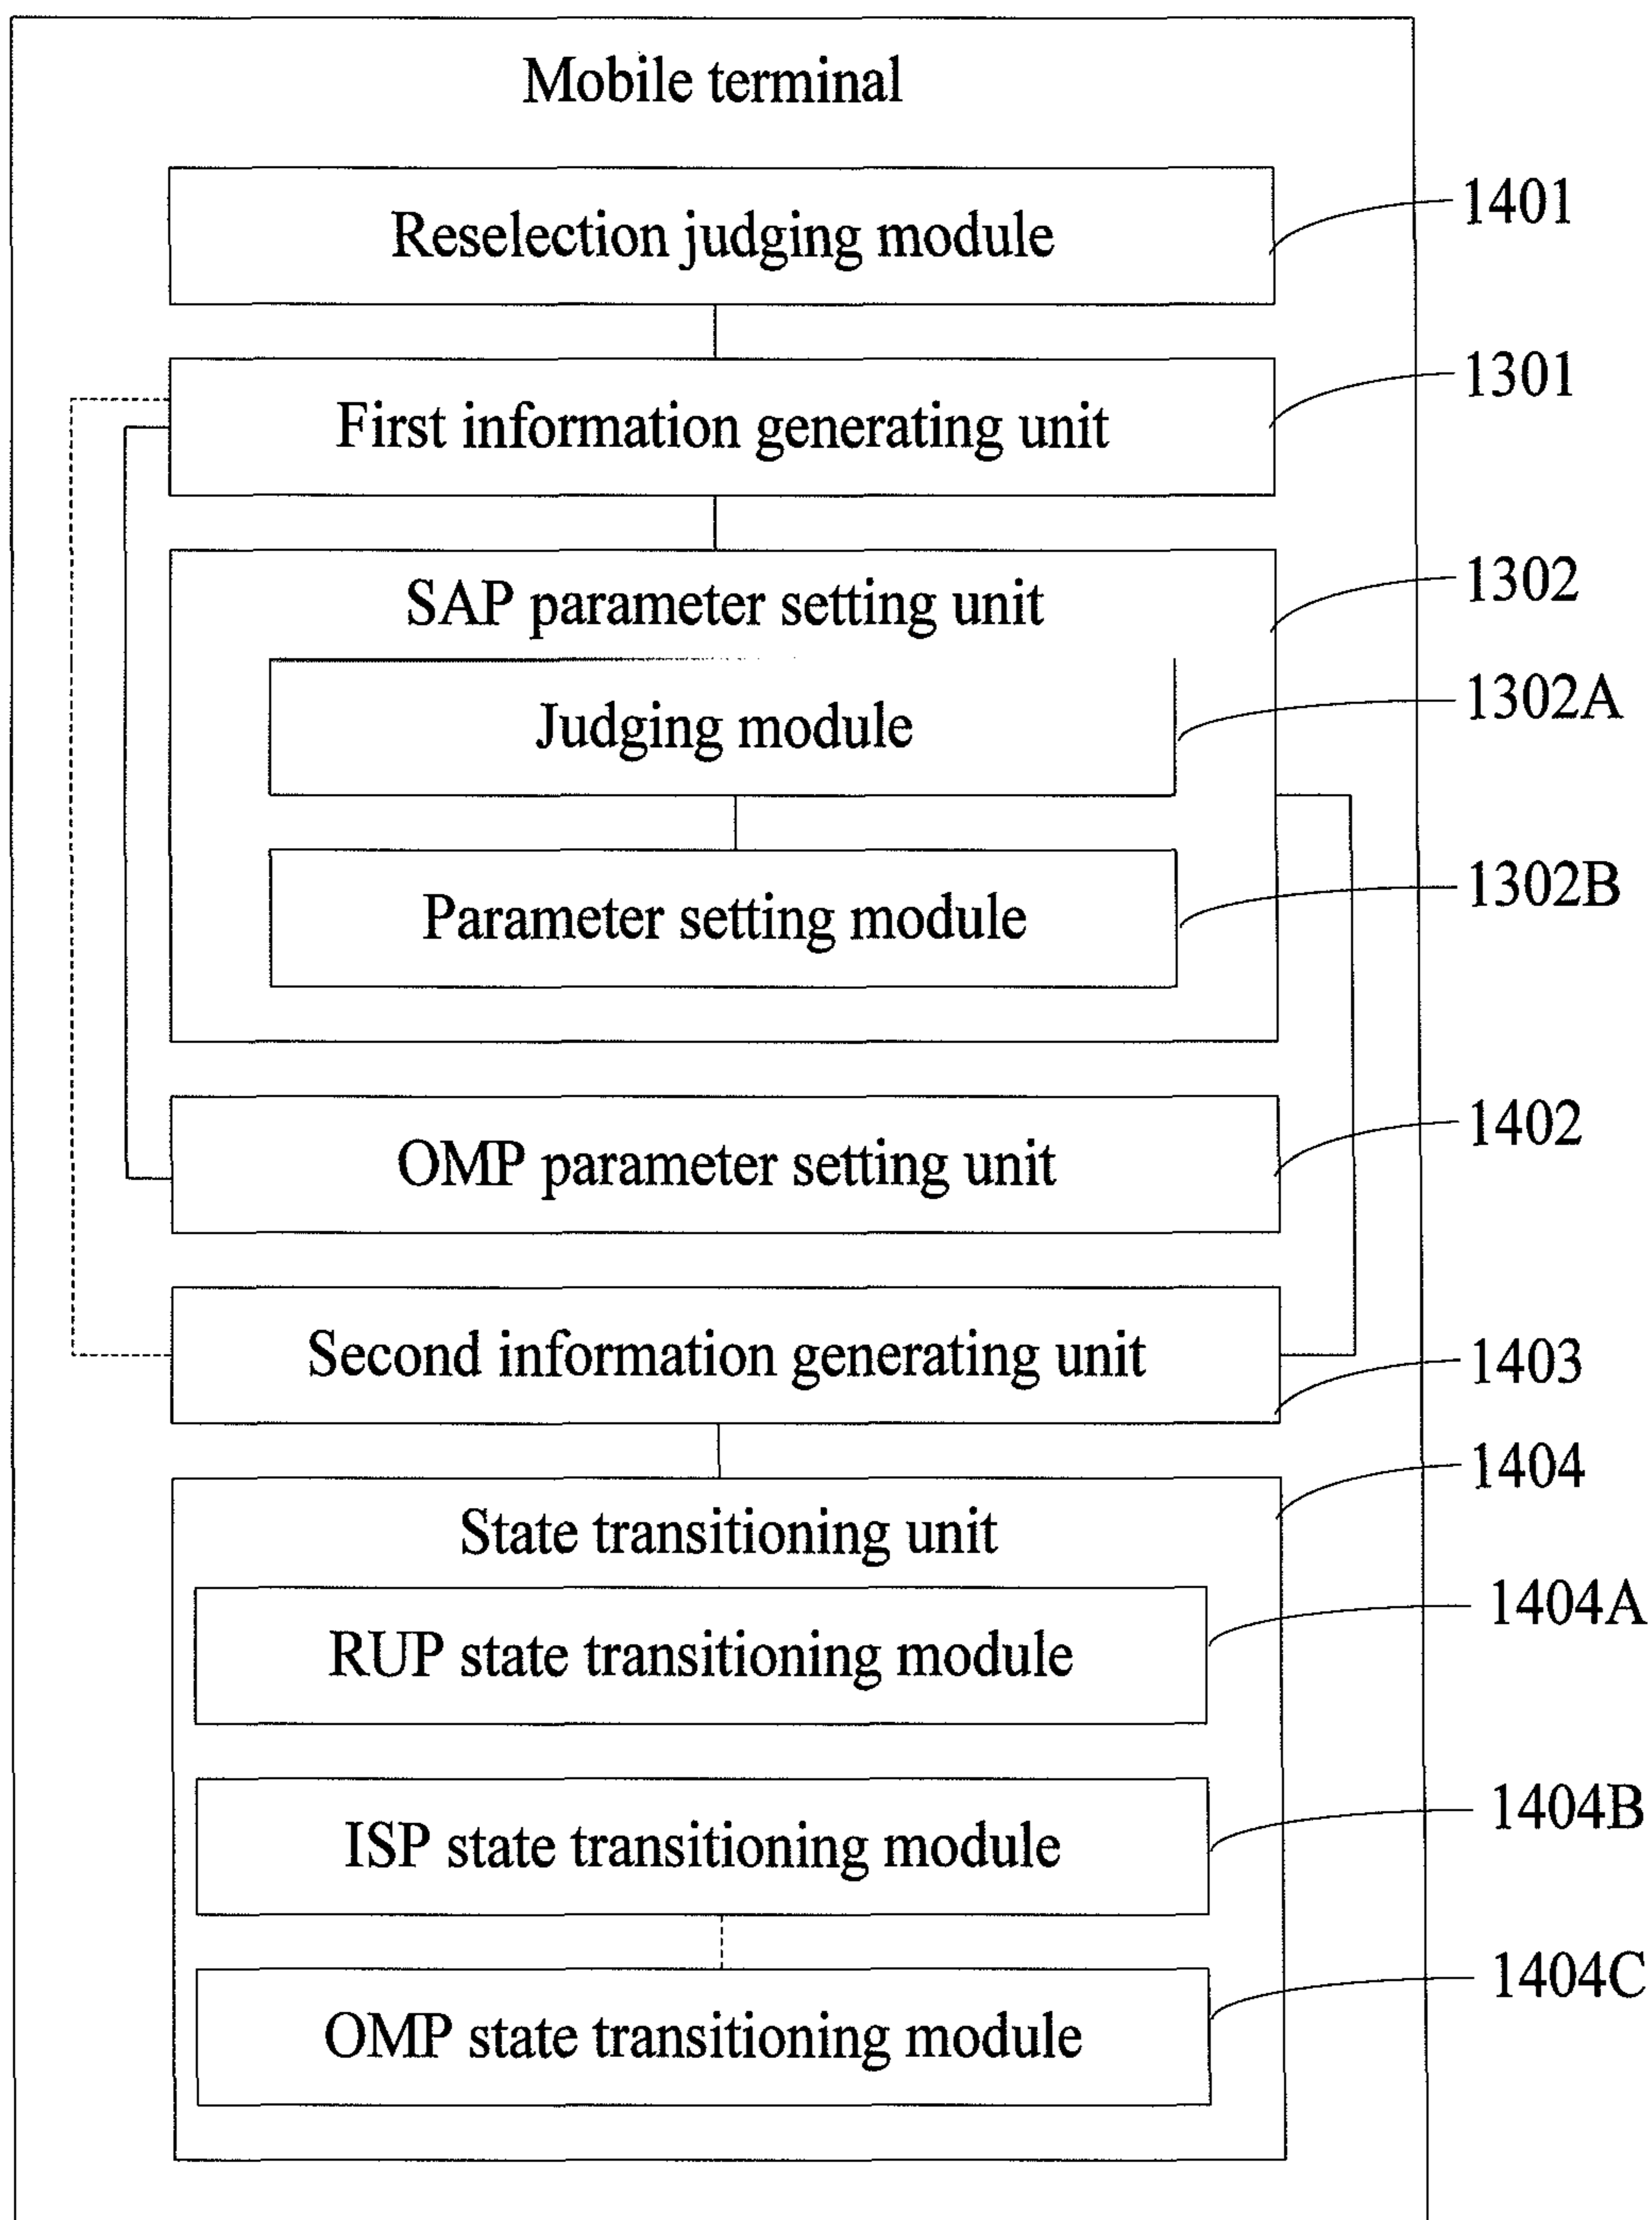 Mobile terminal
Reselection judging module
1401
First information generating unit
1301
SAP parameter setting unit
1302
Judging module
1302A
Parameter setting module
1302B
OMP parameter setting unit
1402
Second information generating unit
1403
State transitioning unit
1404
RUP state transitioning module
1404A
ISP state transitioning module
1404B
OMP state transitioning module
1404C